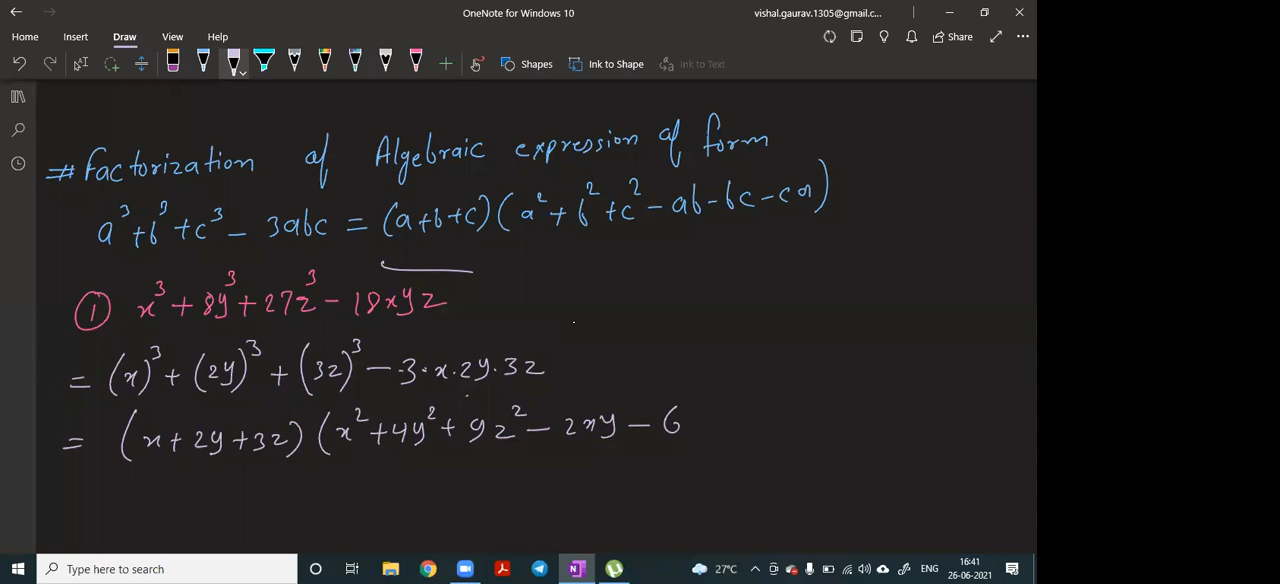 OneNote for Windows 10
vishal.gaurav.1305@gmail.c...
Home Insert Draw View Help
Share
Shapes Ink to Shape Ink to Text
# Factorization of Algebraic expression of form
a³ + b³ + c³ - 3abc = (a+b+c) (a² + b² + c² - ab - bc - ca)
① x³ + 8y³ + 27z³ - 18xyz
= (x)³ + (2y)³ + (3z)³ - 3·x·2y·3z
= (x + 2y + 3z) (x² + 4y² + 9z² - 2xy - 6
Type here to search
27°C
ENG
16:41
26-06-2021